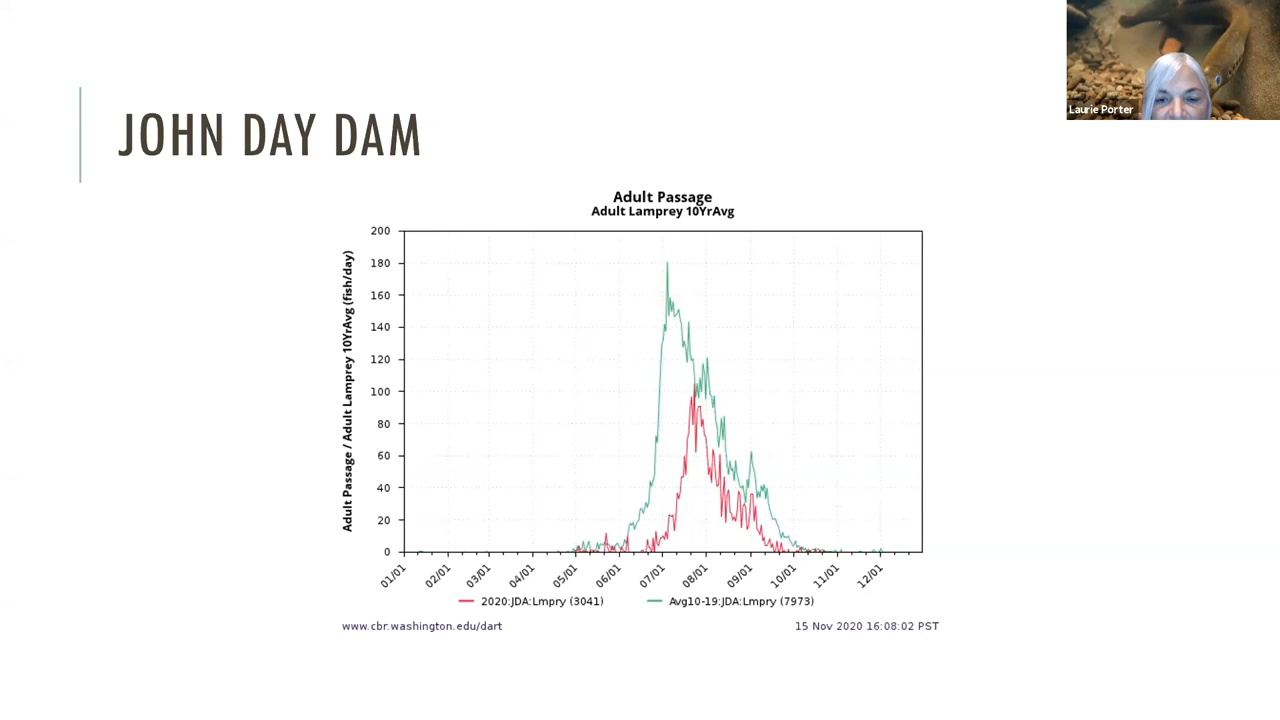 Laurie Porter
JOHN DAY DAM
Adult Passage
Adult Lamprey 10YrAvg
Adult Passage / Adult Lamprey 10YrAvg (fish/day)
200
180
160
140
120
100
80
60
40
20
0
01/01
02/01
03/01
04/01
05/01
06/01
07/01
08/01
09/01
10/01
11/01
12/01
2020:JDA:Lmpry (3041)
Avg10-19:JDA:Lmpry (7973)
www.cbr.washington.edu/dart
15 Nov 2020 16:08:02 PST